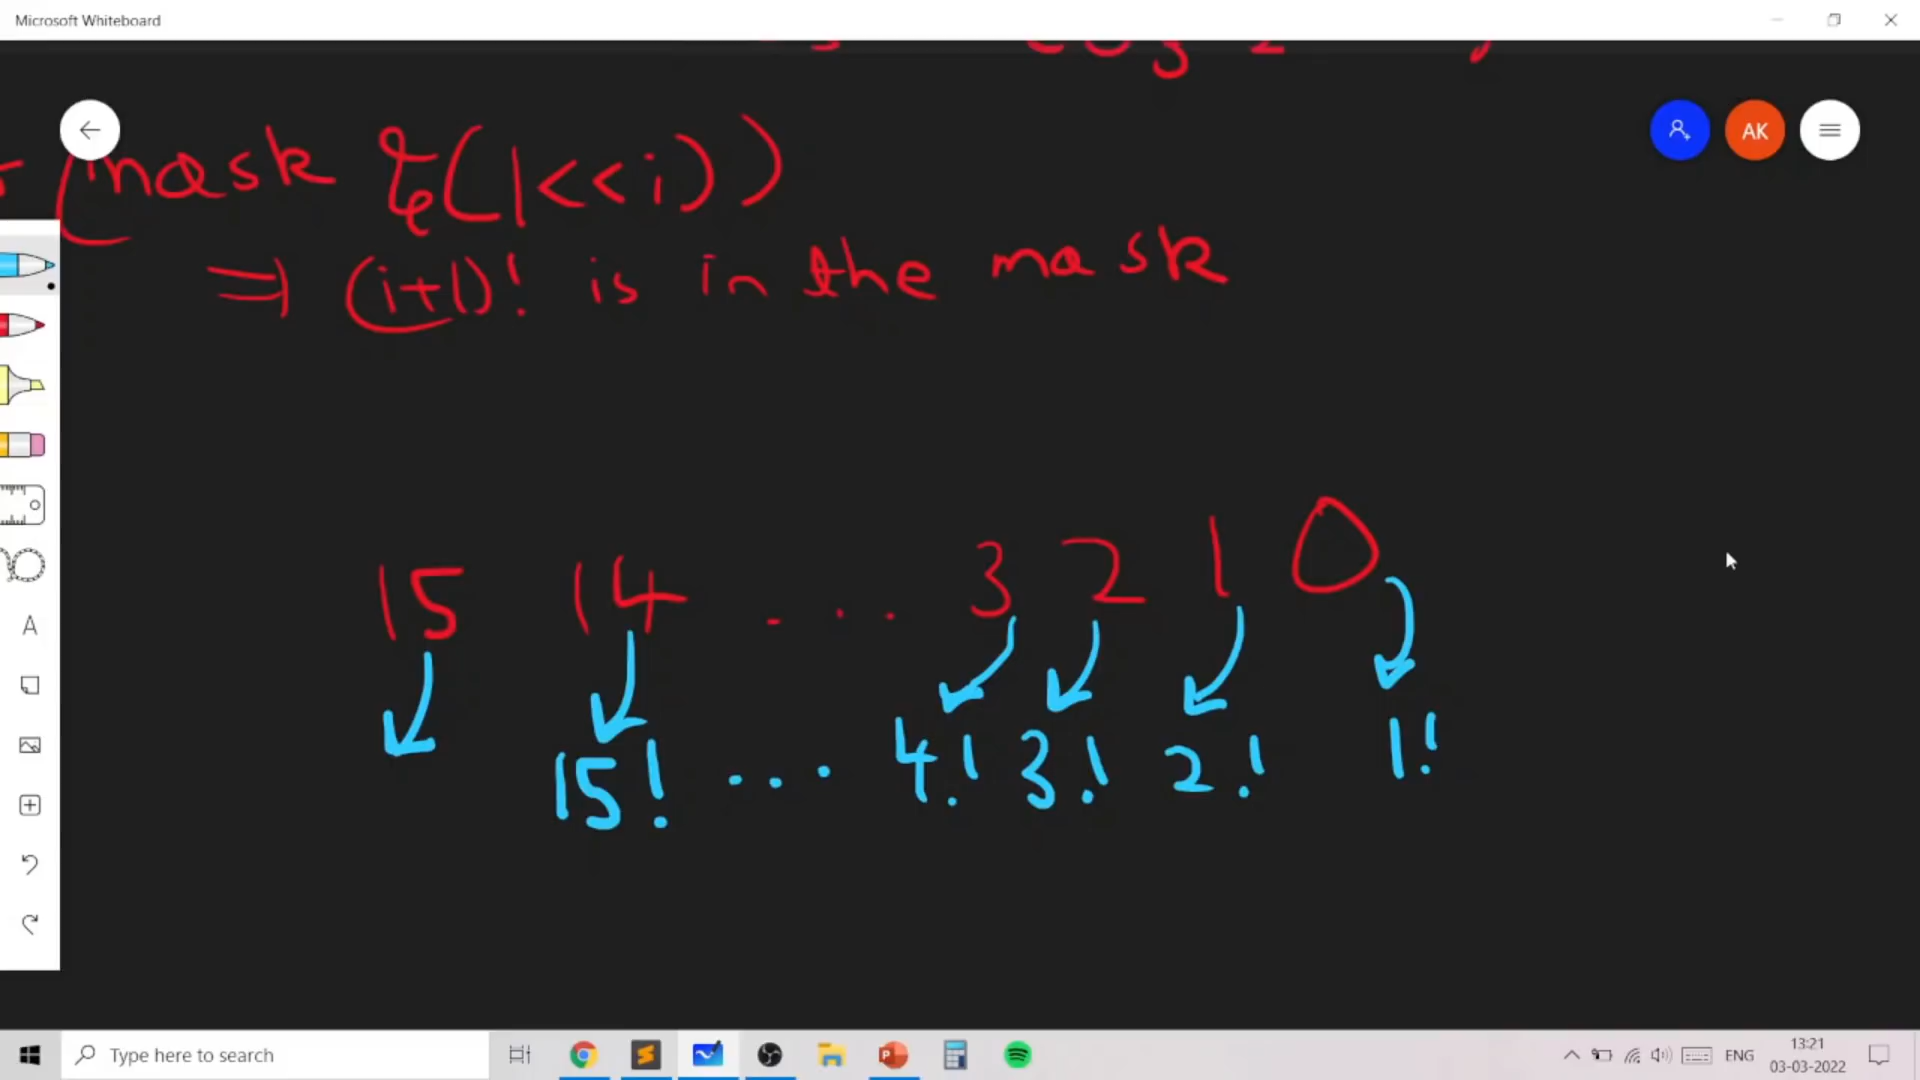 Microsoft Whiteboard
(mask &(1<<i))
AK
=> (i+1)! is in the mask
15 14 . . . 3 2 1 0
15! ... 4! 3! 2! 1!
A
Type here to search
ENG
13:21
03-03-2022